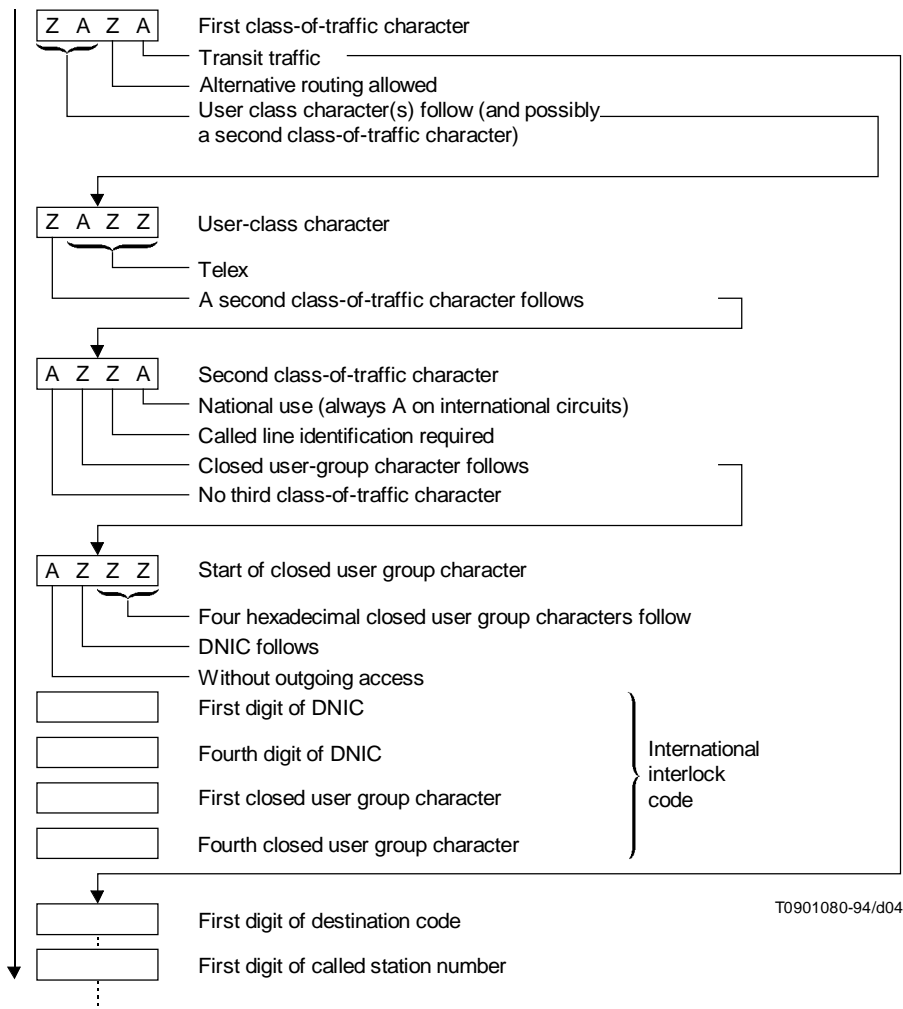 Z A Z A First class-of-traffic character
Transit traffic
Alternative routing allowed
User class character(s) follow (and possibly
a second class-of-traffic character)
Z A Z Z User-class character
Telex
A second class-of-traffic character follows
A Z Z A Second class-of-traffic character
National use (always A on international circuits)
Called line identification required
Closed user-group character follows
No third class-of-traffic character
A Z Z Z Start of closed user group character
Four hexadecimal closed user group characters follow
DNIC follows
Without outgoing access
First digit of DNIC
Fourth digit of DNIC
First closed user group character
Fourth closed user group character
International
interlock
code
T0901080-94/d04
First digit of destination code
First digit of called station number